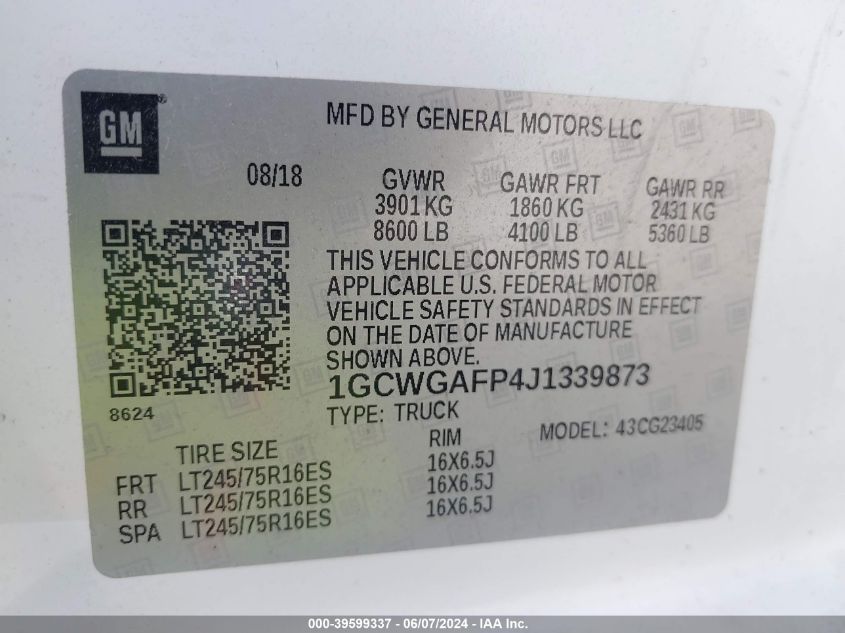 GM
MFD BY GENERAL MOTORS LLC
08/18
GVWR GAWR FRT GAWR RR
3901 KG 1860 KG 2431 KG
8600 LB 4100 LB 5360 LB
THIS VEHICLE CONFORMS TO ALL
APPLICABLE U.S. FEDERAL MOTOR
VEHICLE SAFETY STANDARDS IN EFFECT
ON THE DATE OF MANUFACTURE
SHOWN ABOVE.
1GCWGAFP4J1339873
8624
TYPE: TRUCK
MODEL: 43CG23405
TIRE SIZE RIM
FRT LT245/75R16ES 16X6.5J
RR LT245/75R16ES 16X6.5J
SPA LT245/75R16ES 16X6.5J
000-39599337 - 06/07/2024 - IAA Inc.